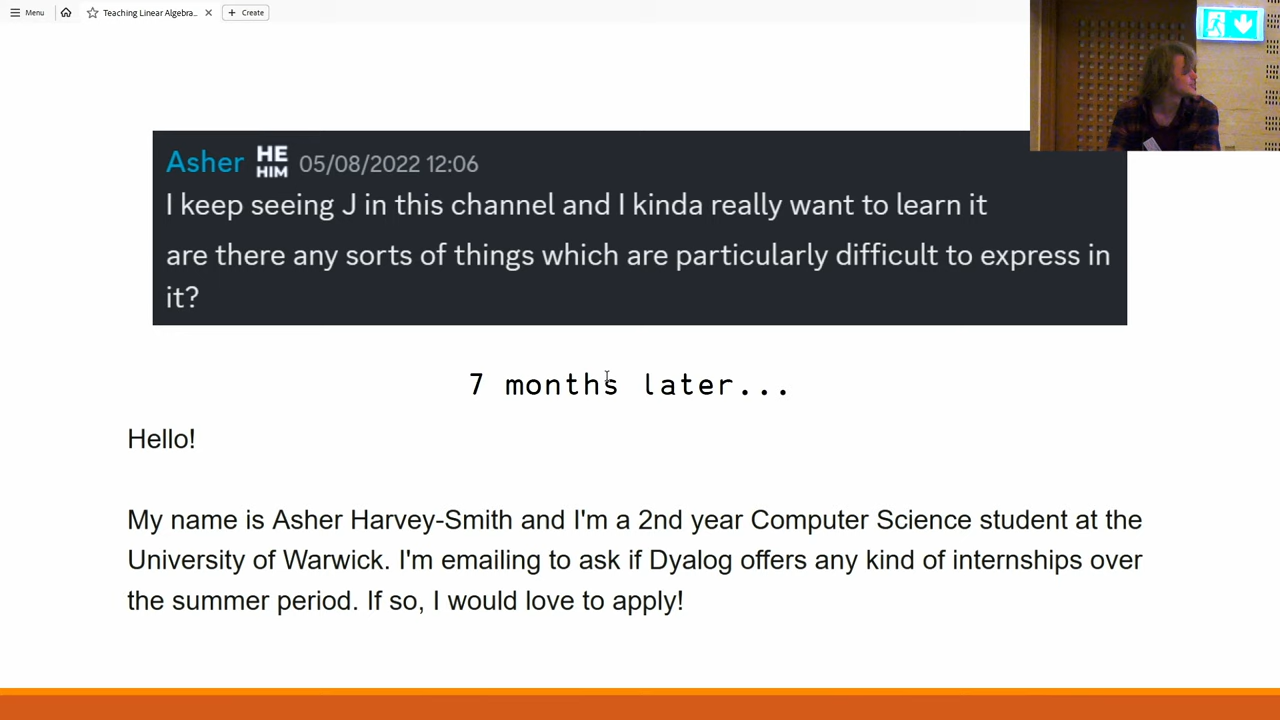 Menu
Teaching Linear Algebra...
Create
Asher HE HIM 05/08/2022 12:06
I keep seeing J in this channel and I kinda really want to learn it
are there any sorts of things which are particularly difficult to express in
it?
7 months later...
Hello!
My name is Asher Harvey-Smith and I'm a 2nd year Computer Science student at the
University of Warwick. I'm emailing to ask if Dyalog offers any kind of internships over
the summer period. If so, I would love to apply!